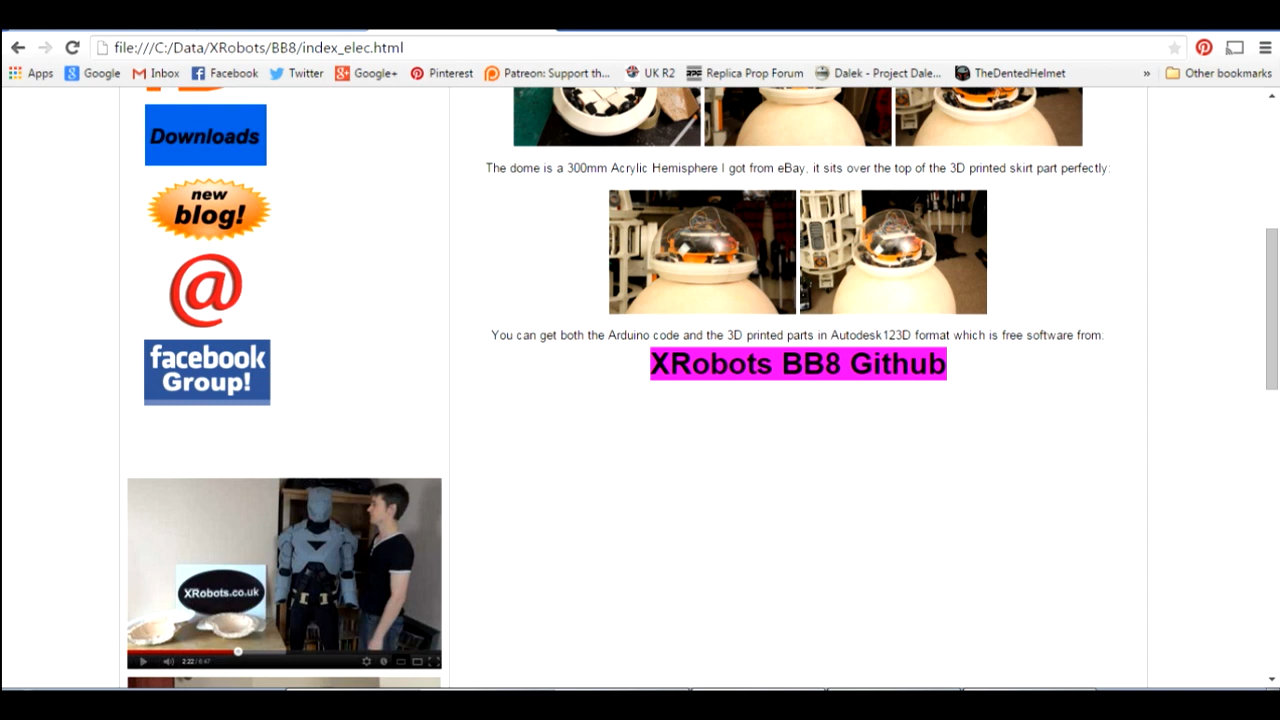 file:///C:/Data/XRobots/BB8/index_elec.html
Apps Google Inbox Facebook Twitter Google+ Pinterest Patreon: Support th... UK R2 Replica Prop Forum Dalek - Project Dale... TheDentedHelmet » Other bookmarks
Downloads
new
blog!
@
facebook
Group!
XRobots.co.uk
2:22 / 6:47
The dome is a 300mm Acrylic Hemisphere I got from eBay, it sits over the top of the 3D printed skirt part perfectly:
You can get both the Arduino code and the 3D printed parts in Autodesk123D format which is free software from:
XRobots BB8 Github